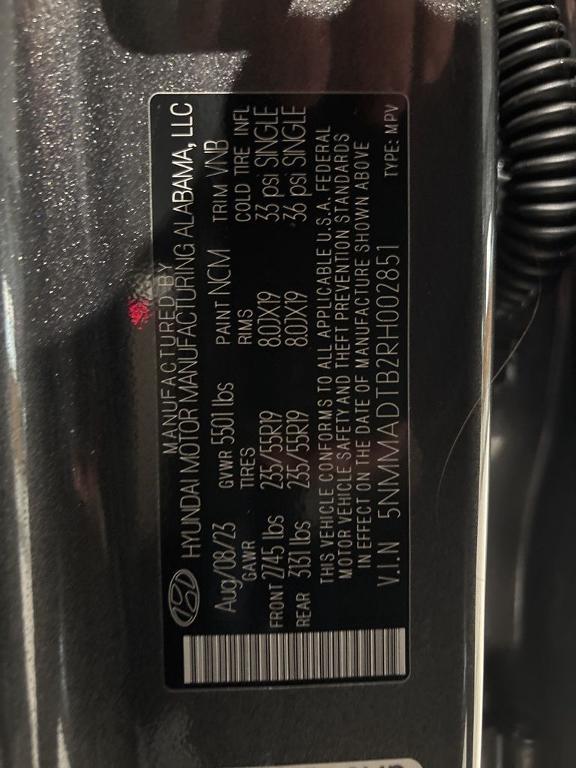 MANUFACTURED BY
HYUNDAI MOTOR MANUFACTURING ALABAMA, LLC
Aug/08/23 GVWR 5501 lbs PAINT NCM TRIM VNB
GAWR TIRES RIMS COLD TIRE INFL
FRONT 2745 lbs 235/55R19 8.0JX19 33 psi SINGLE
REAR 3131 lbs 235/55R19 8.0JX19 36 psi SINGLE
THIS VEHICLE CONFORMS TO ALL APPLICABLE U.S.A. FEDERAL
MOTOR VEHICLE SAFETY AND THEFT PREVENTION STANDARDS
IN EFFECT ON THE DATE OF MANUFACTURE SHOWN ABOVE
V.I.N 5NMMADTB2RH002851 TYPE: MPV